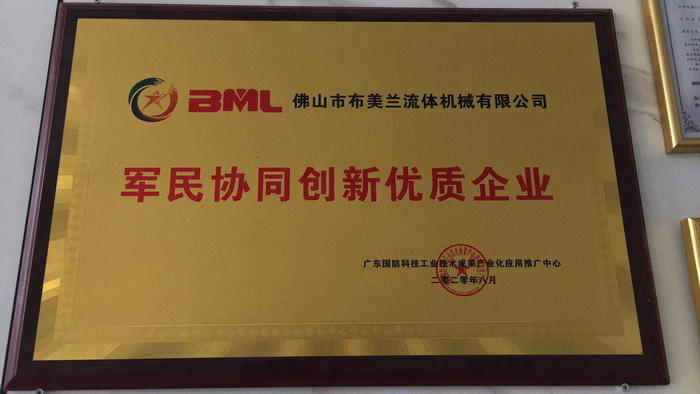 BML 佛山市布美兰流体机械有限公司
军民协同创新优质企业
广东国防科技工业技术成果产业化应用推广中心
二零二零年八月